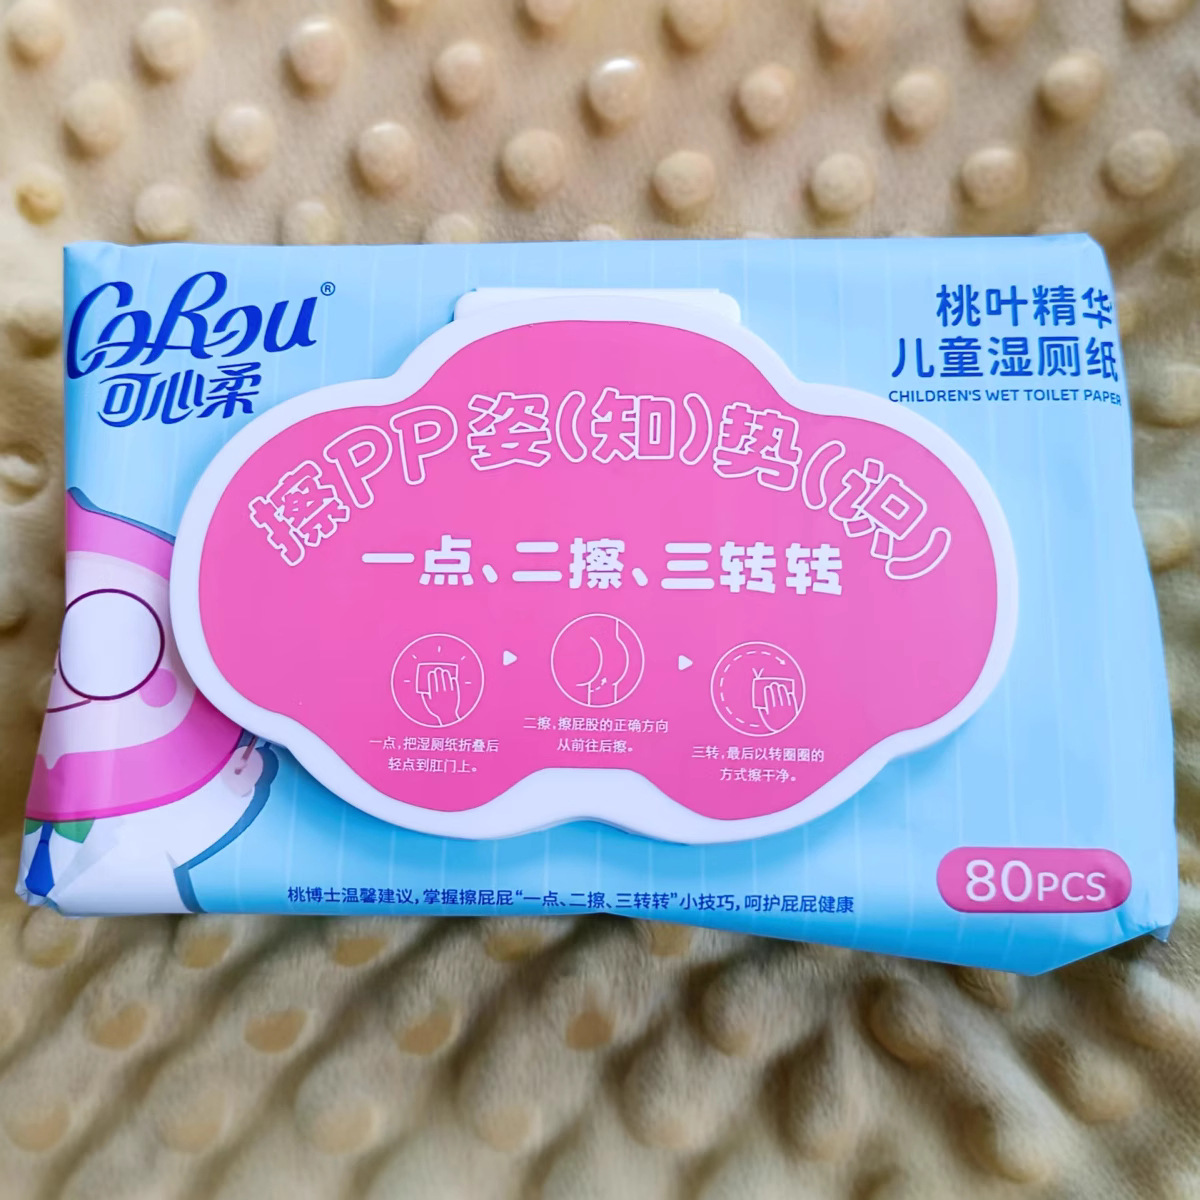 CoRou®
可心柔
桃叶精华
儿童湿厕纸
CHILDREN'S WET TOILET PAPER
擦PP姿(知)势(识)
一点、二擦、三转转
一点,把湿厕纸折叠后
轻点到肛门上。
二擦,擦屁股的正确方向
从前往后擦。
三转,最后以转圈圈的
方式擦干净。
80PCS
桃博士温馨建议,掌握擦屁屁“一点、二擦、三转转”小技巧,呵护屁屁健康